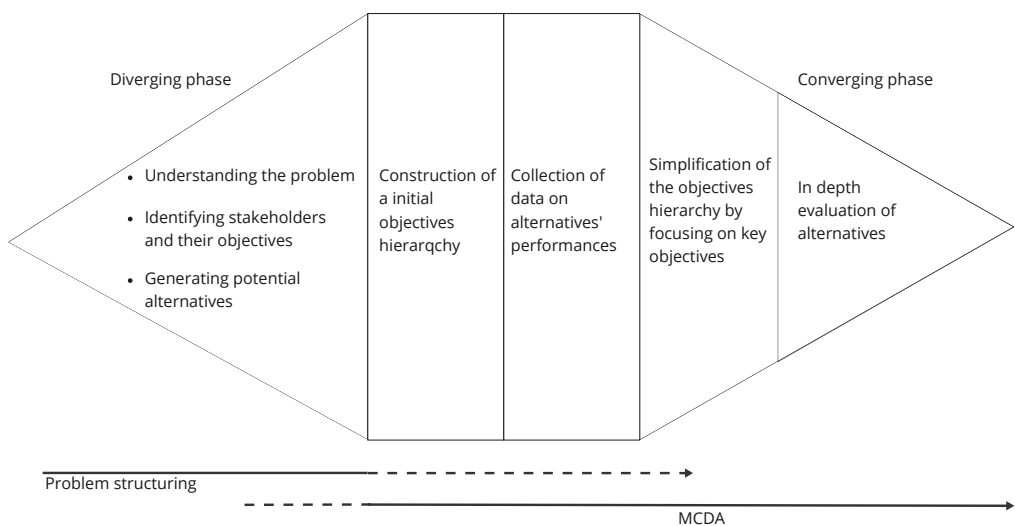 Diverging phase
Converging phase
• Understanding the problem
• Identifying stakeholders
and their objectives
• Generating potential
alternatives
Construction of
a initial
objectives
hierarqchy
Collection of
data on
alternatives'
performances
Simplification of
the objectives
hierarchy by
focusing on key
objectives
In depth
evaluation of
alternatives
Problem structuring
MCDA